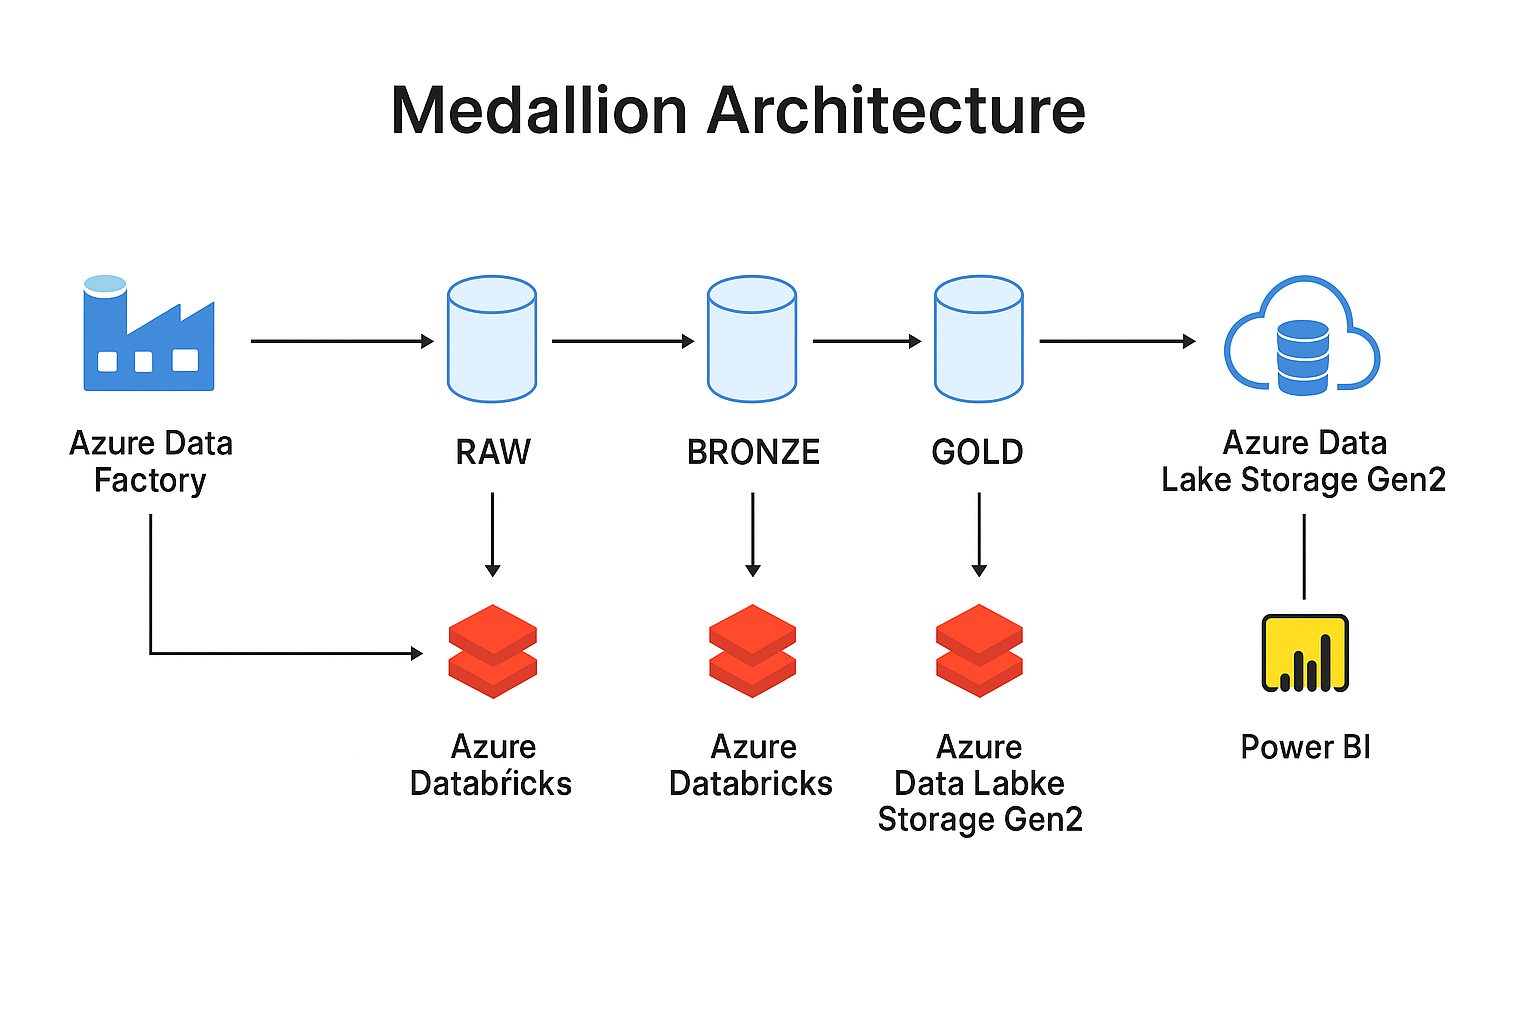 Medallion Architecture
Azure Data
Factory
RAW
BRONZE
GOLD
Azure Data
Lake Storage Gen2
Azure
Databŕicks
Azure
Databricks
Azure
Data Labke
Storage Gen2
Power BI